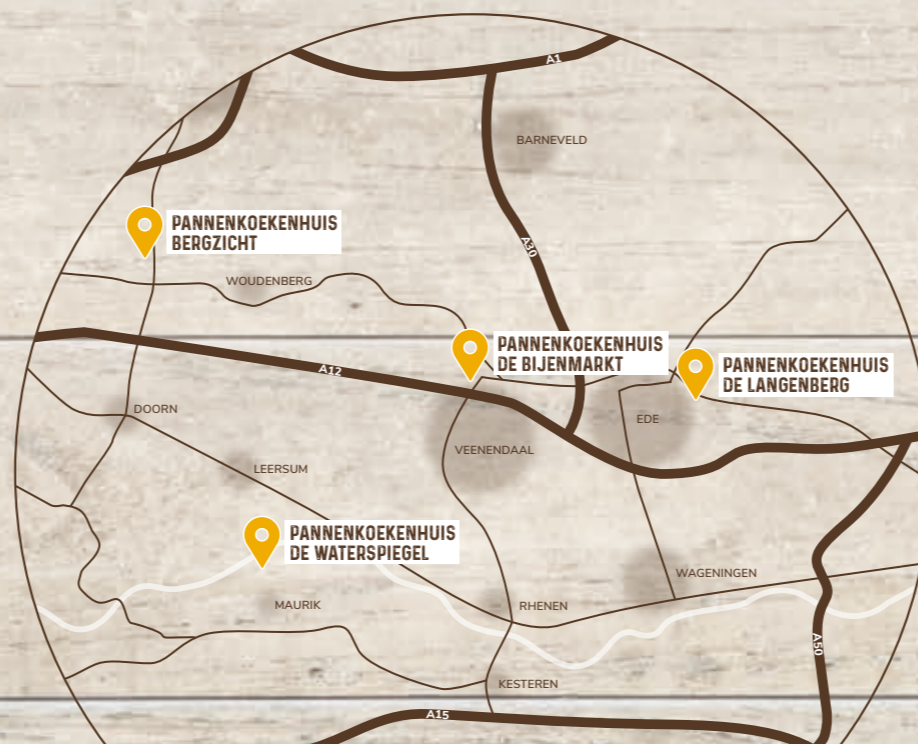 A1
BARNEVELD
PANNENKOEKENHUIS
BERGZICHT
A30
WOUDENBERG
PANNENKOEKENHUIS
DE BIJENMARKT
PANNENKOEKENHUIS
DE LANGENBERG
A12
DOORN
EDE
VEENENDAAL
LEERSUM
PANNENKOEKENHUIS
DE WATERSPIEGEL
WAGENINGEN
MAURIK
RHENEN
A50
KESTEREN
A15